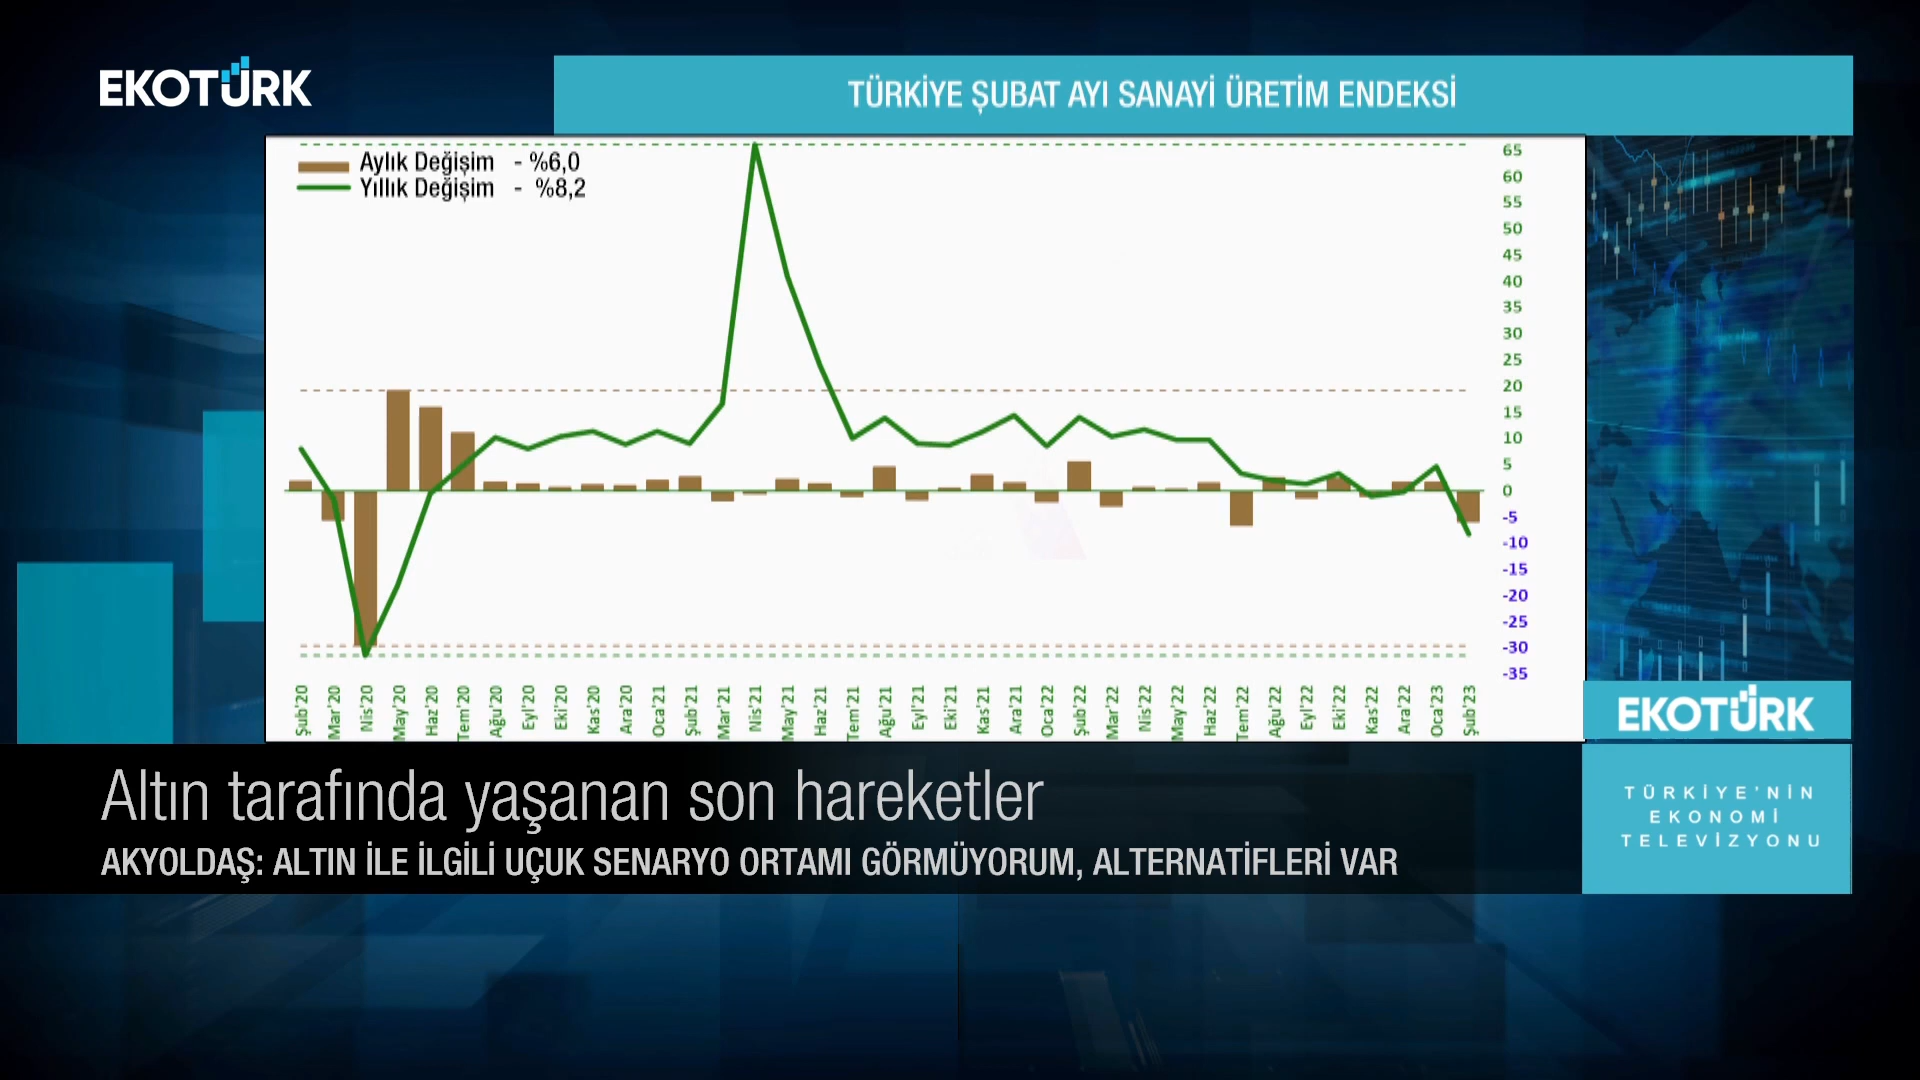 EKOTÜRK
TÜRKİYE ŞUBAT AYI SANAYİ ÜRETİM ENDEKSİ
Aylık Değişim - %6,0
Yıllık Değişim - %8,2
65
60
55
50
45
40
35
30
25
20
15
10
5
0
-5
-10
-15
-20
-25
-30
-35
Şub'20
Mar'20
Nis'20
May'20
Haz'20
Tem'20
Ağu'20
Eyl'20
Eki'20
Kas'20
Ara'20
Oca'21
Şub'21
Mar'21
Nis'21
May'21
Haz'21
Tem'21
Ağu'21
Eyl'21
Eki'21
Kas'21
Ara'21
Oca'22
Şub'22
Mar'22
Nis'22
May'22
Haz'22
Tem'22
Ağu'22
Eyl'22
Eki'22
Kas'22
Ara'22
Oca'23
Şub'23
EKOTÜRK
TÜRKİYE'NİN
EKONOMİ
TELEVİZYONU
Altın tarafında yaşanan son hareketler
AKYOLDAŞ: ALTIN İLE İLGİLİ UÇUK SENARYO ORTAMI GÖRMÜYORUM, ALTERNATİFLERİ VAR